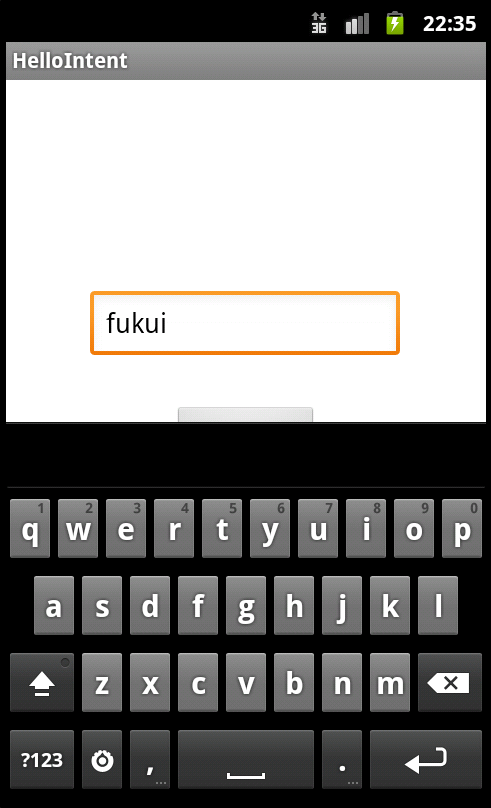 3G 22:35
HelloIntent
fukui
1 2 3 4 5 6 7 8 9 0
q w e r t y u i o p
a s d f g h j k l
z x c v b n m
?123 , ... . ...